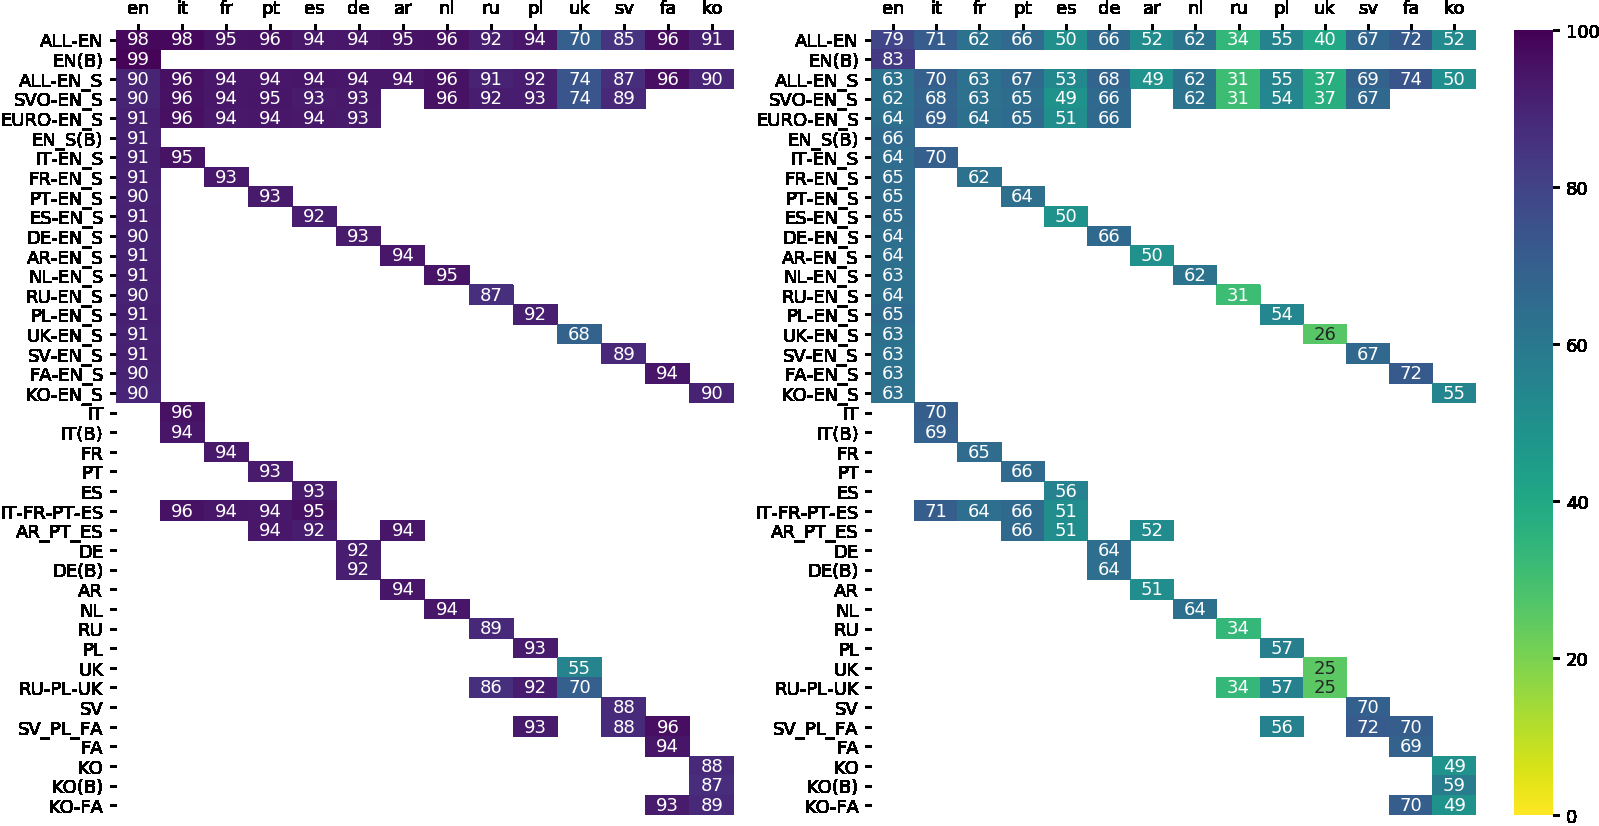 en it fr pt es de ar nl ru pl uk sv fa ko en it fr pt es de ar nl ru pl uk sv fa ko
ALL-EN 98 98 95 96 94 94 95 96 92 94 70 85 96 91 ALL-EN 79 71 62 66 50 66 52 62 34 55 40 67 72 52 100
EN(B) 99 EN(B) 83
ALL-EN_S 90 96 94 94 94 94 94 96 91 92 74 87 96 90 ALL-EN_S 63 70 63 67 53 68 49 62 31 55 37 69 74 50
SVO-EN_S 90 96 94 95 93 93 96 92 93 74 89 SVO-EN_S 62 68 63 65 49 66 62 31 54 37 67
EURO-EN_S 91 96 94 94 94 93 EURO-EN_S 64 69 64 65 51 66
EN_S(B) 91 EN_S(B) 66
IT-EN_S 91 95 IT-EN_S 64 70
FR-EN_S 91 93 FR-EN_S 65 62 80
PT-EN_S 90 93 PT-EN_S 65 64
ES-EN_S 91 92 ES-EN_S 65 50
DE-EN_S 90 93 DE-EN_S 64 66
AR-EN_S 91 94 AR-EN_S 64 50
NL-EN_S 91 95 NL-EN_S 63 62
RU-EN_S 90 87 RU-EN_S 64 31
PL-EN_S 91 92 PL-EN_S 65 54
UK-EN_S 91 68 UK-EN_S 63 26 60
SV-EN_S 91 89 SV-EN_S 63 67
FA-EN_S 90 94 FA-EN_S 63 72
KO-EN_S 90 90 KO-EN_S 63 55
IT 96 IT 70
IT(B) 94 IT(B) 69
FR 94 FR 65
PT 93 PT 66
ES 93 ES 56 40
IT-FR-PT-ES 96 94 94 95 IT-FR-PT-ES 71 64 66 51
AR_PT_ES 94 92 94 AR_PT_ES 66 51 52
DE 92 DE 64
DE(B) 92 DE(B) 64
AR 94 AR 51
NL 94 NL 64
RU 89 RU 34
PL 93 PL 57 20
UK 55 UK 25
RU-PL-UK 86 92 70 RU-PL-UK 34 57 25
SV 88 SV 70
SV_PL_FA 93 88 96 SV_PL_FA 56 72 70
FA 94 FA 69
KO 88 KO 49
KO(B) 87 KO(B) 59
KO-FA 93 89 KO-FA 70 49 0